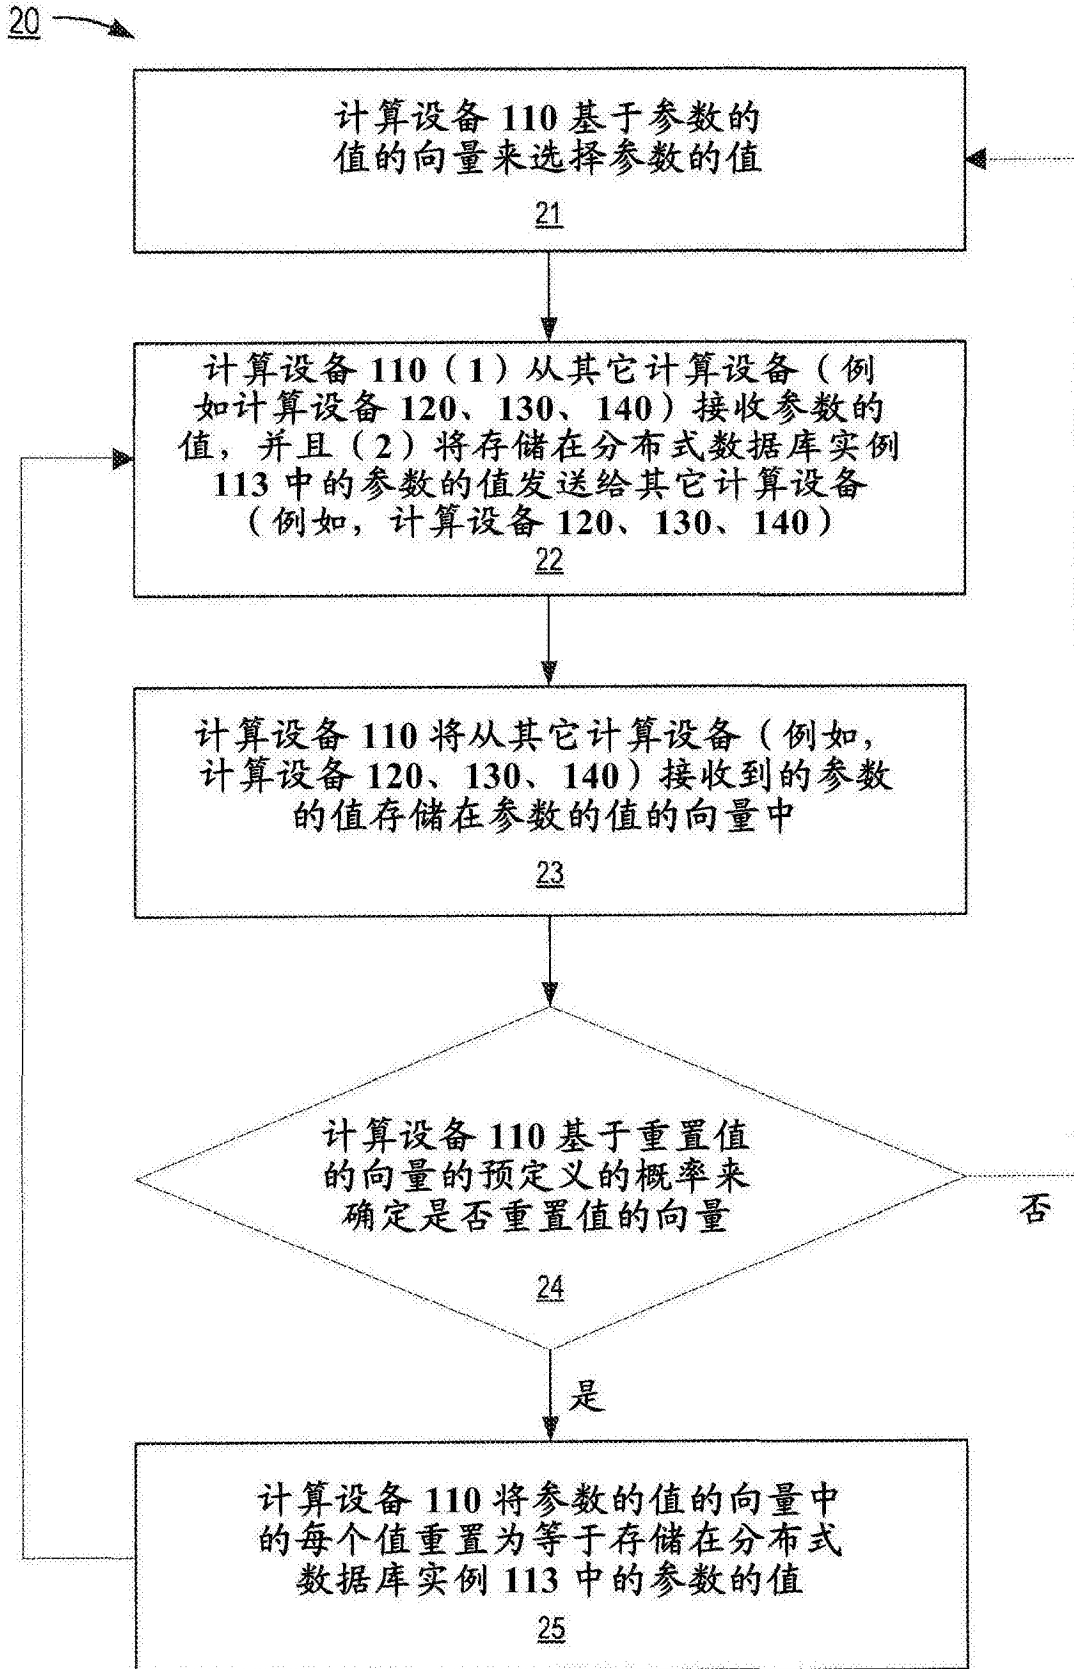 20
计算设备 110 基于参数的
值的向量来选择参数的值
21
计算设备 110（1）从其它计算设备（例
如计算设备 120、130、140）接收参数的
值，并且（2）将存储在分布式数据库实例
113 中的参数的值发送给其它计算设备
（例如，计算设备 120、130、140）
22
计算设备 110 将从其它计算设备（例如，
计算设备 120、130、140）接收到的参数
的值存储在参数的值的向量中
23
计算设备 110 基于重置值
的向量的预定义的概率来
确定是否重置值的向量
24
否
是
计算设备 110 将参数的值的向量中
的每个值重置为等于存储在分布式
数据库实例 113 中的参数的值
25